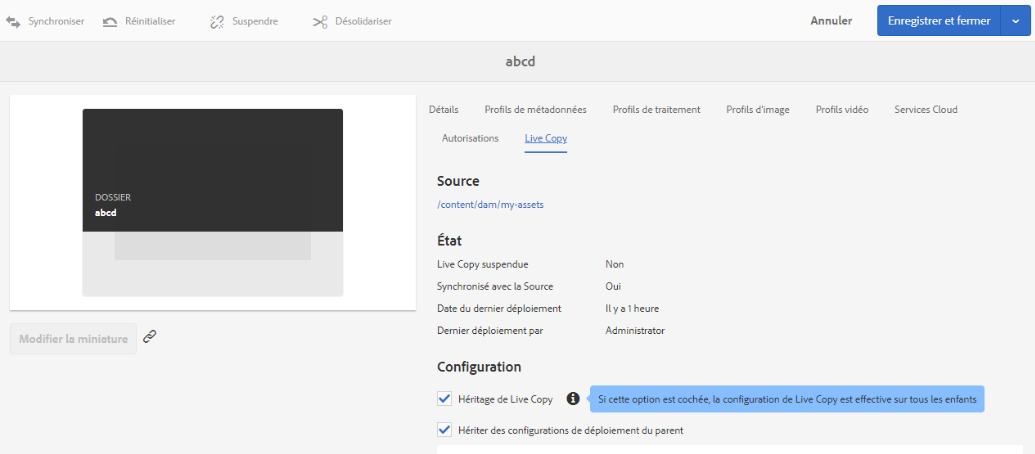 Synchroniser Réinitialiser Suspendre Désolidariser Annuler Enregistrer et fermer
abcd
DOSSIER
abcd
Modifier la miniature
Détails Profils de métadonnées Profils de traitement Profils d'image Profils vidéo Services Cloud
Autorisations Live Copy
Source
/content/dam/my-assets
État
Live Copy suspendue Non
Synchronisé avec la Source Oui
Date du dernier déploiement Il y a 1 heure
Dernier déploiement par Administrator
Configuration
Héritage de Live Copy Si cette option est cochée, la configuration de Live Copy est effective sur tous les enfants
Hériter des configurations de déploiement du parent